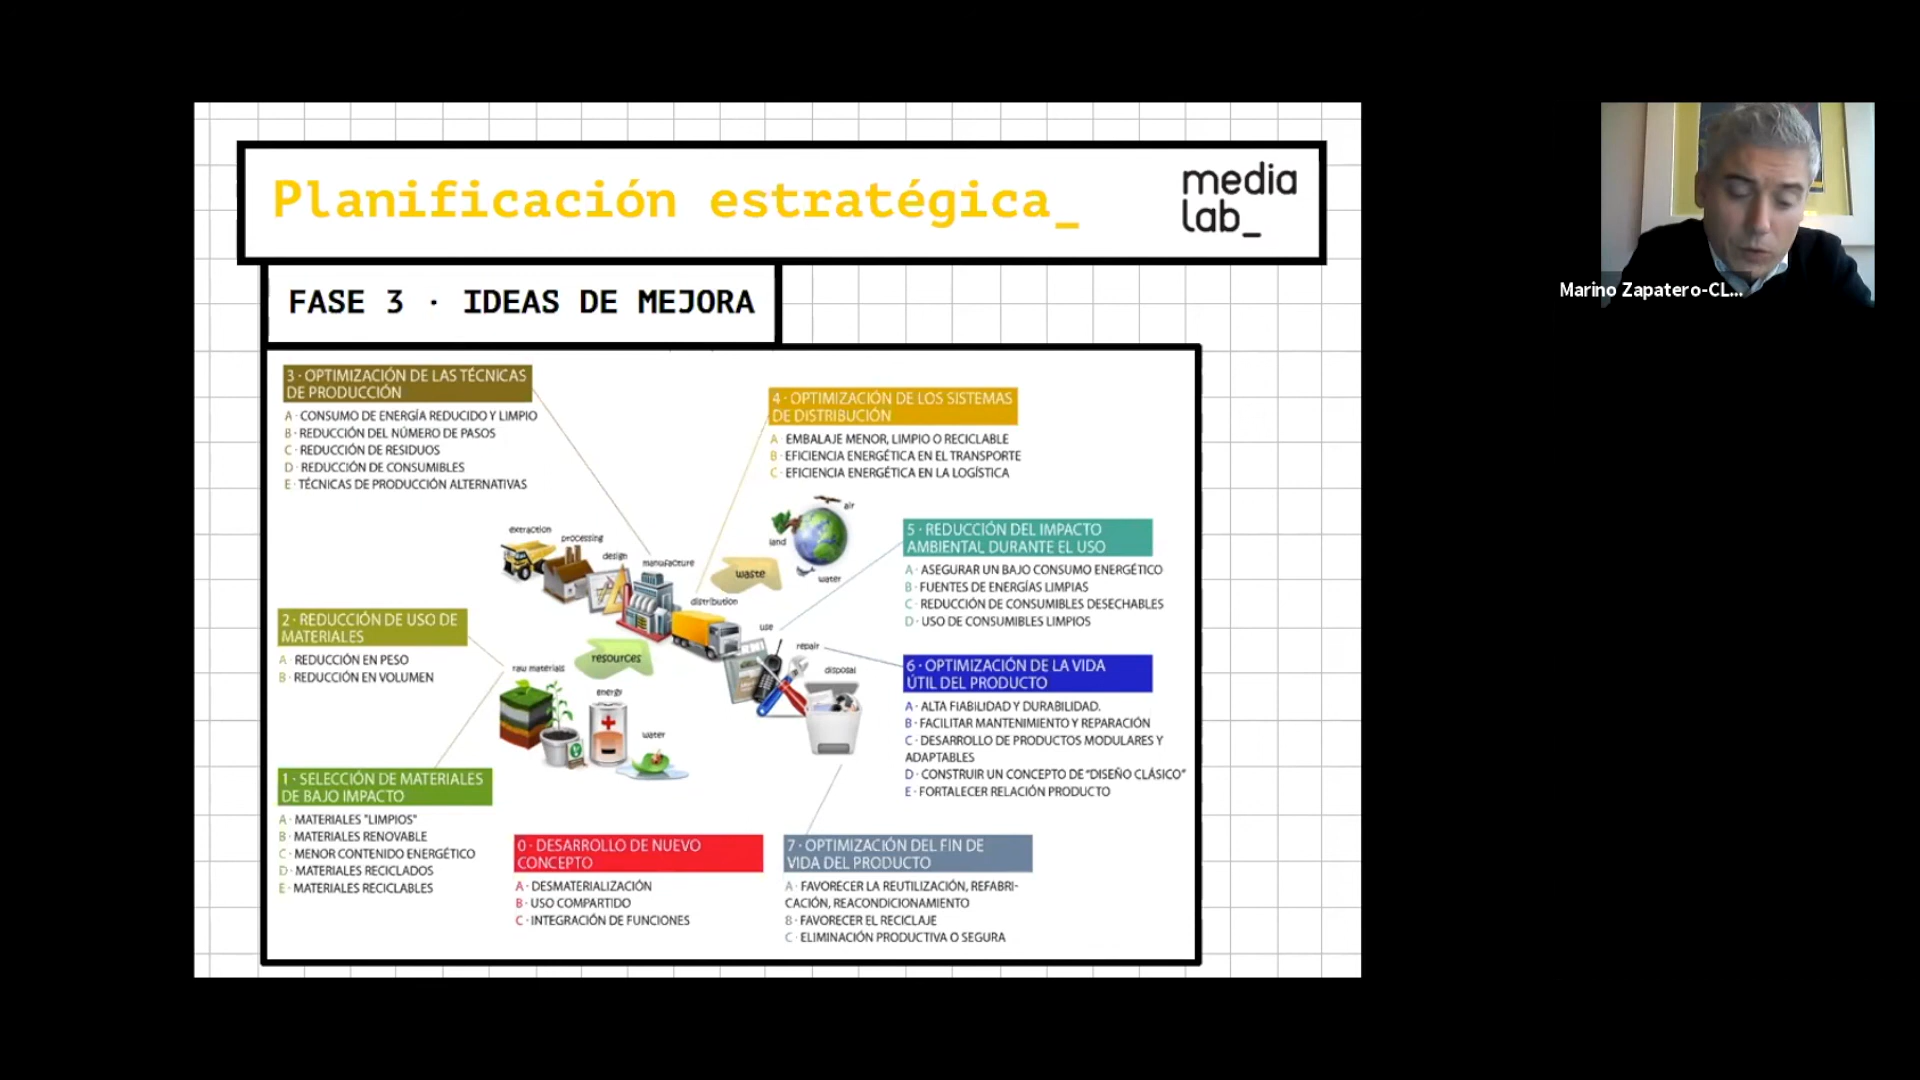 Planificación estratégica_
media
lab_
FASE 3 · IDEAS DE MEJORA
3 · OPTIMIZACIÓN DE LAS TÉCNICAS
DE PRODUCCIÓN
A · CONSUMO DE ENERGÍA REDUCIDO Y LIMPIO
B · REDUCCIÓN DEL NÚMERO DE PASOS
C · REDUCCIÓN DE RESIDUOS
D · REDUCCIÓN DE CONSUMIBLES
E · TÉCNICAS DE PRODUCCIÓN ALTERNATIVAS
4 · OPTIMIZACIÓN DE LOS SISTEMAS
DE DISTRIBUCIÓN
A · EMBALAJE MENOR, LIMPIO O RECICLABLE
B · EFICIENCIA ENERGÉTICA EN EL TRANSPORTE
C · EFICIENCIA ENERGÉTICA EN LA LOGÍSTICA
extraction
processing
design
manufacture
distribution
use
repair
disposal
waste
air
land
water
resources
raw materials
energy
water
5 · REDUCCIÓN DEL IMPACTO
AMBIENTAL DURANTE EL USO
A · ASEGURAR UN BAJO CONSUMO ENERGÉTICO
B · FUENTES DE ENERGÍAS LIMPIAS
C · REDUCCIÓN DE CONSUMIBLES DESECHABLES
D · USO DE CONSUMIBLES LIMPIOS
2 · REDUCCIÓN DE USO DE
MATERIALES
A · REDUCCIÓN EN PESO
B · REDUCCIÓN EN VOLUMEN
6 · OPTIMIZACIÓN DE LA VIDA
ÚTIL DEL PRODUCTO
A · ALTA FIABILIDAD Y DURABILIDAD.
B · FACILITAR MANTENIMIENTO Y REPARACIÓN
C · DESARROLLO DE PRODUCTOS MODULARES Y
ADAPTABLES
D · CONSTRUIR UN CONCEPTO DE "DISEÑO CLÁSICO"
E · FORTALECER RELACIÓN PRODUCTO
1 · SELECCIÓN DE MATERIALES
DE BAJO IMPACTO
A · MATERIALES "LIMPIOS"
B · MATERIALES RENOVABLE
C · MENOR CONTENIDO ENERGÉTICO
D · MATERIALES RECICLADOS
E · MATERIALES RECICLABLES
0 · DESARROLLO DE NUEVO
CONCEPTO
A · DESMATERIALIZACIÓN
B · USO COMPARTIDO
C · INTEGRACIÓN DE FUNCIONES
7 · OPTIMIZACIÓN DEL FIN DE
VIDA DEL PRODUCTO
A · FAVORECER LA REUTILIZACIÓN, REFABRI-
CACIÓN, REACONDICIONAMIENTO
B · FAVORECER EL RECICLAJE
C · ELIMINACIÓN PRODUCTIVA O SEGURA
Marino Zapatero-CL...